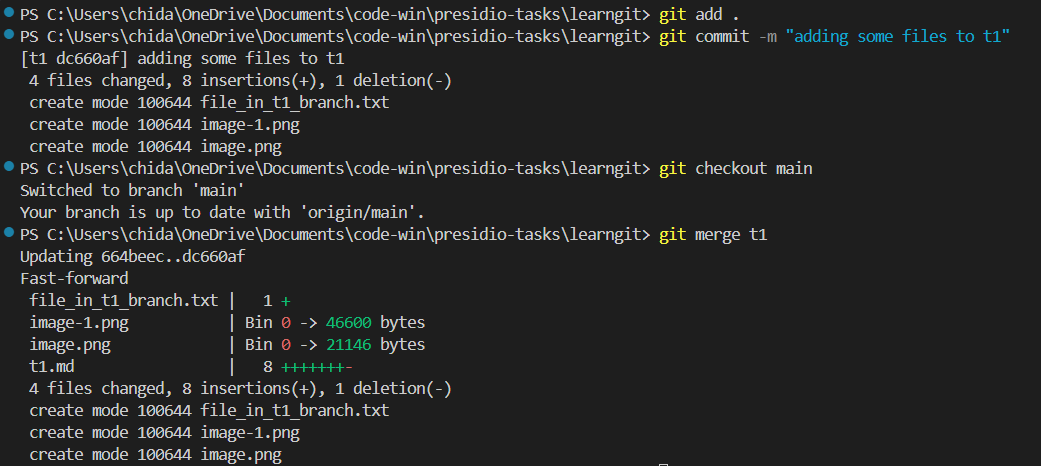 PS C:\Users\chida\OneDrive\Documents\code-win\presidio-tasks\learngit> git add .
PS C:\Users\chida\OneDrive\Documents\code-win\presidio-tasks\learngit> git commit -m "adding some files to t1"
[t1 dc660af] adding some files to t1
 4 files changed, 8 insertions(+), 1 deletion(-)
 create mode 100644 file_in_t1_branch.txt
 create mode 100644 image-1.png
 create mode 100644 image.png
PS C:\Users\chida\OneDrive\Documents\code-win\presidio-tasks\learngit> git checkout main
Switched to branch 'main'
Your branch is up to date with 'origin/main'.
PS C:\Users\chida\OneDrive\Documents\code-win\presidio-tasks\learngit> git merge t1
Updating 664beec..dc660af
Fast-forward
 file_in_t1_branch.txt |   1 +
 image-1.png           | Bin 0 -> 46600 bytes
 image.png             | Bin 0 -> 21146 bytes
 t1.md                 |   8 +++++++-
 4 files changed, 8 insertions(+), 1 deletion(-)
 create mode 100644 file_in_t1_branch.txt
 create mode 100644 image-1.png
 create mode 100644 image.png